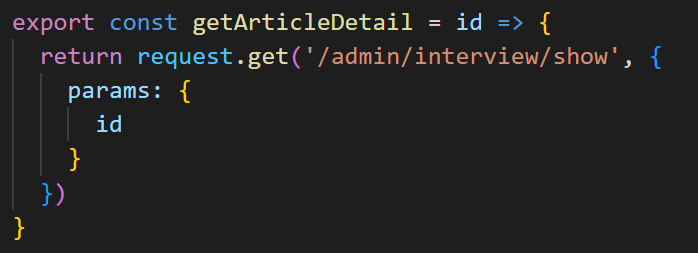 export const getArticleDetail = id => {
  return request.get('/admin/interview/show', {
    params: {
      id
    }
  })
}